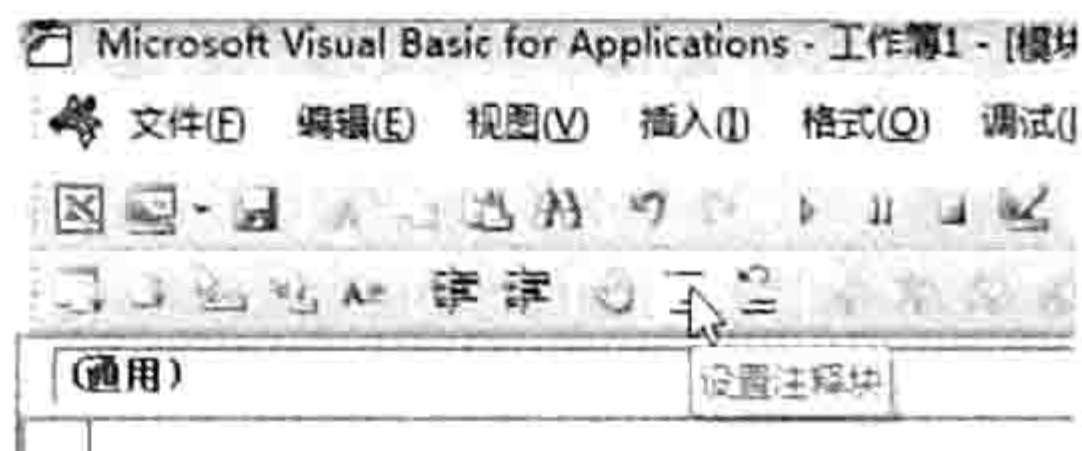 Microsoft Visual Basic for Applications - 工作簿1 - [模块
文件(F) 编辑(E) 视图(V) 插入(I) 格式(O) 调试(
(通用)
设置注释块